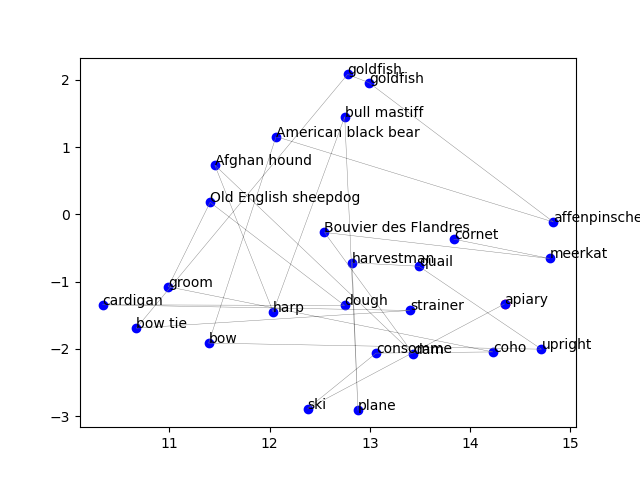 goldfish
goldfish
bull mastiff
American black bear
Afghan hound
Old English sheepdog
affenpinsche
Bouvier des Flandres
cornet
meerkat
harvestman
quail
groom
cardigan
dough
apiary
harp
strainer
bow tie
bow
upright
consomme
dam
coho
ski
plane
2
1
0
−1
−2
−3
11
12
13
14
15